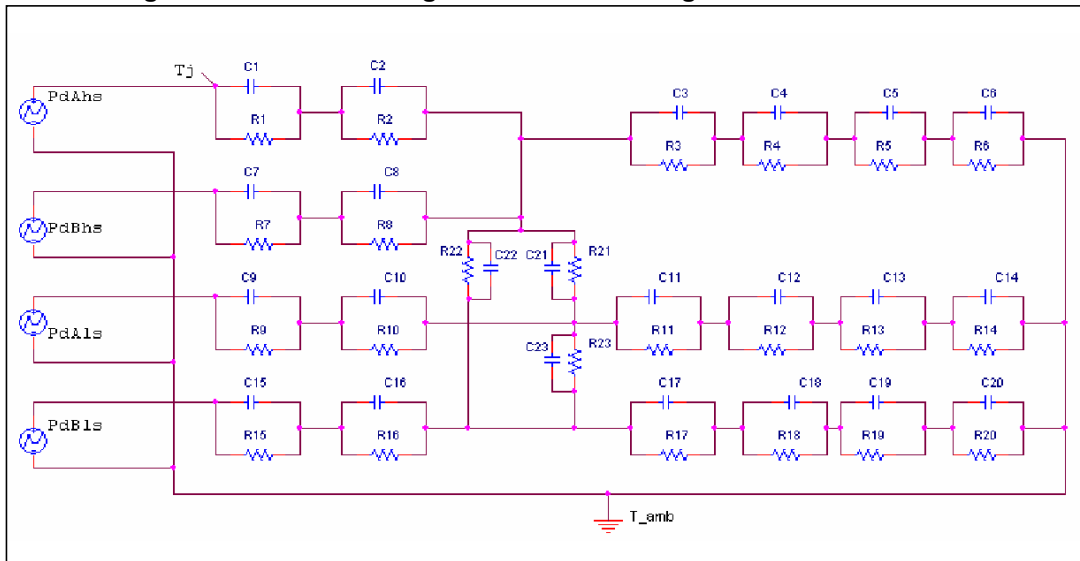 Tj
C1
C2
PdAhs
C3
C4
C5
C6
R1
R2
R3
R4
R5
R6
C7
C8
PdBhs
R7
R8
R22
C22
C21
R21
C9
C10
C11
C12
C13
C14
PdAls
R9
R10
R11
R12
R13
R14
C23
R23
C15
C16
C17
C18
C19
C20
PdBls
R15
R16
R17
R18
R19
R20
T_amb